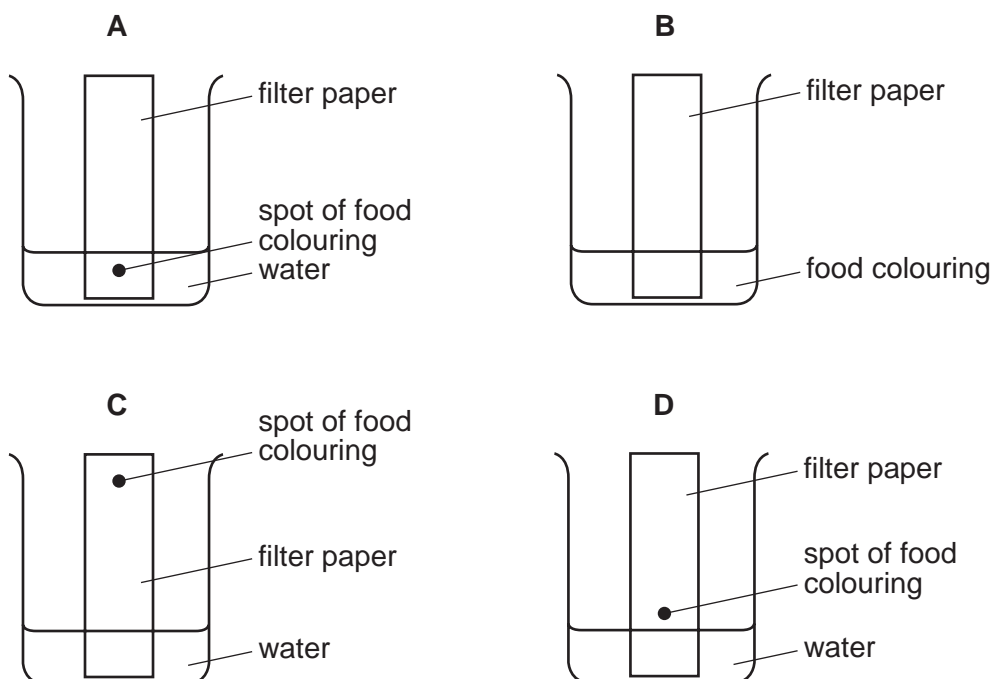 A
filter paper
spot of food
colouring
water
B
filter paper
food colouring
C
spot of food
colouring
filter paper
water
D
filter paper
spot of food
colouring
water